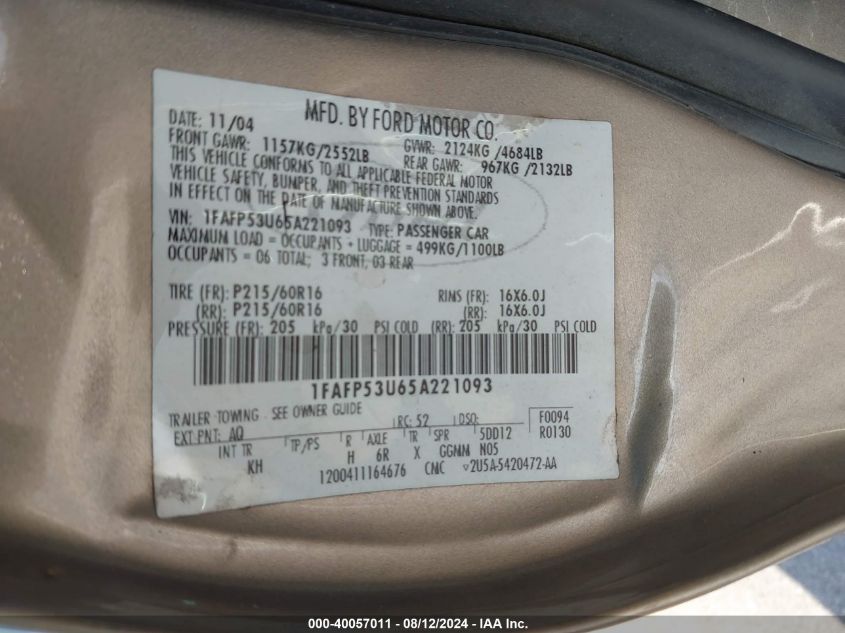 MFD. BY FORD MOTOR CO.
DATE: 11/04 GVWR: 2124KG/4684LB
FRONT GAWR: 1157KG/2552LB REAR GAWR: 967KG/2132LB
THIS VEHICLE CONFORMS TO ALL APPLICABLE FEDERAL MOTOR
VEHICLE SAFETY, BUMPER, AND THEFT PREVENTION STANDARDS
IN EFFECT ON THE DATE OF MANUFACTURE SHOWN ABOVE.
VIN: 1FAFP53U65A221093 TYPE: PASSENGER CAR
MAXIMUM LOAD = OCCUPANTS + LUGGAGE = 499KG/1100LB
OCCUPANTS = 06 TOTAL; 3 FRONT, 03 REAR
TIRE (FR): P215/60R16 RINS (FR): 16X6.0J
(RR): P215/60R16 (RR): 16X6.0J
PRESSURE (FR): 205 kPa/30 PSI COLD (RR): 205 kPa/30 PSI COLD
1FAFP53U65A221093
TRAILER-TOWING - SEE OWNER GUIDE RC: 52 DSO: F0094
EXT PNT: AQ R0130
INT TR TP/PS R AXLE TR SPR 5DD12
KH H 6R X GGMM N05
1200411164676 CMC ▽2U5A-5420472-AA
000-40057011 - 08/12/2024 - IAA Inc.